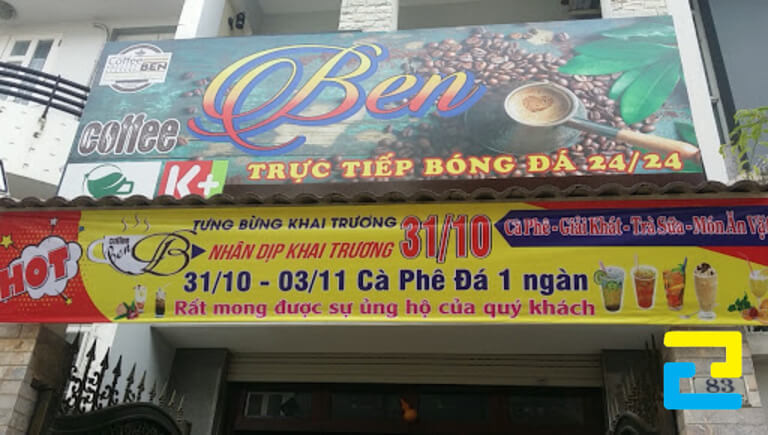 Coffee
BEN
coffee
Ben
K+
TRỰC TIẾP BÓNG ĐÁ 24/24
HOT
coffee
Ben
B
TƯNG BỪNG KHAI TRƯƠNG
NHÂN DỊP KHAI TRƯƠNG
31/10
Cà Phê - Giải Khát - Trà Sữa - Món Ăn Vặt
31/10 - 03/11 Cà Phê Đá 1 ngàn
Rất mong được sự ủng hộ của quý khách
83